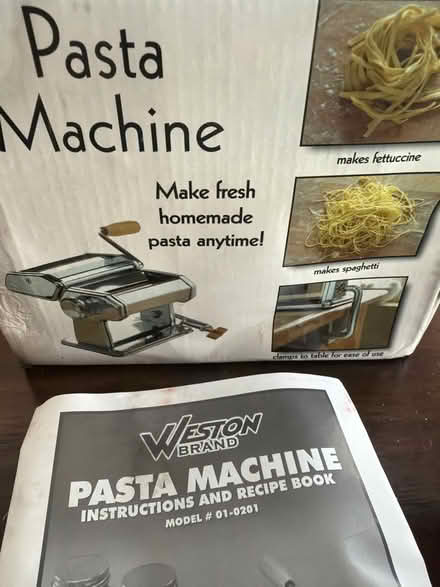 Pasta
Machine
makes fettuccine
Make fresh
homemade
pasta anytime!
makes spaghetti
clamps to table for ease of use
WESTON
BRAND
PASTA MACHINE
INSTRUCTIONS AND RECIPE BOOK
MODEL # 01-0201